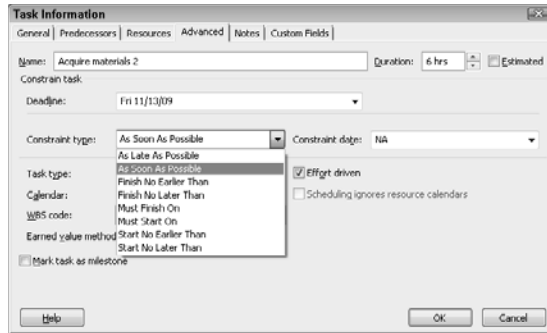 Task Information
General Predecessors Resources Advanced Notes Custom Fields
Name: Acquire materials 2 Duration: 6 hrs Estimated
Constrain task
Deadline: Fri 11/13/09
Constraint type: As Soon As Possible Constraint date: NA
As Late As Possible
Task type: As Soon As Possible Effort driven
Finish No Earlier Than
Calendar: Finish No Later Than Scheduling ignores resource calendars
Must Finish On
WBS code: Must Start On
Earned value method Start No Earlier Than
Start No Later Than
Mark task as milestone
Help OK Cancel